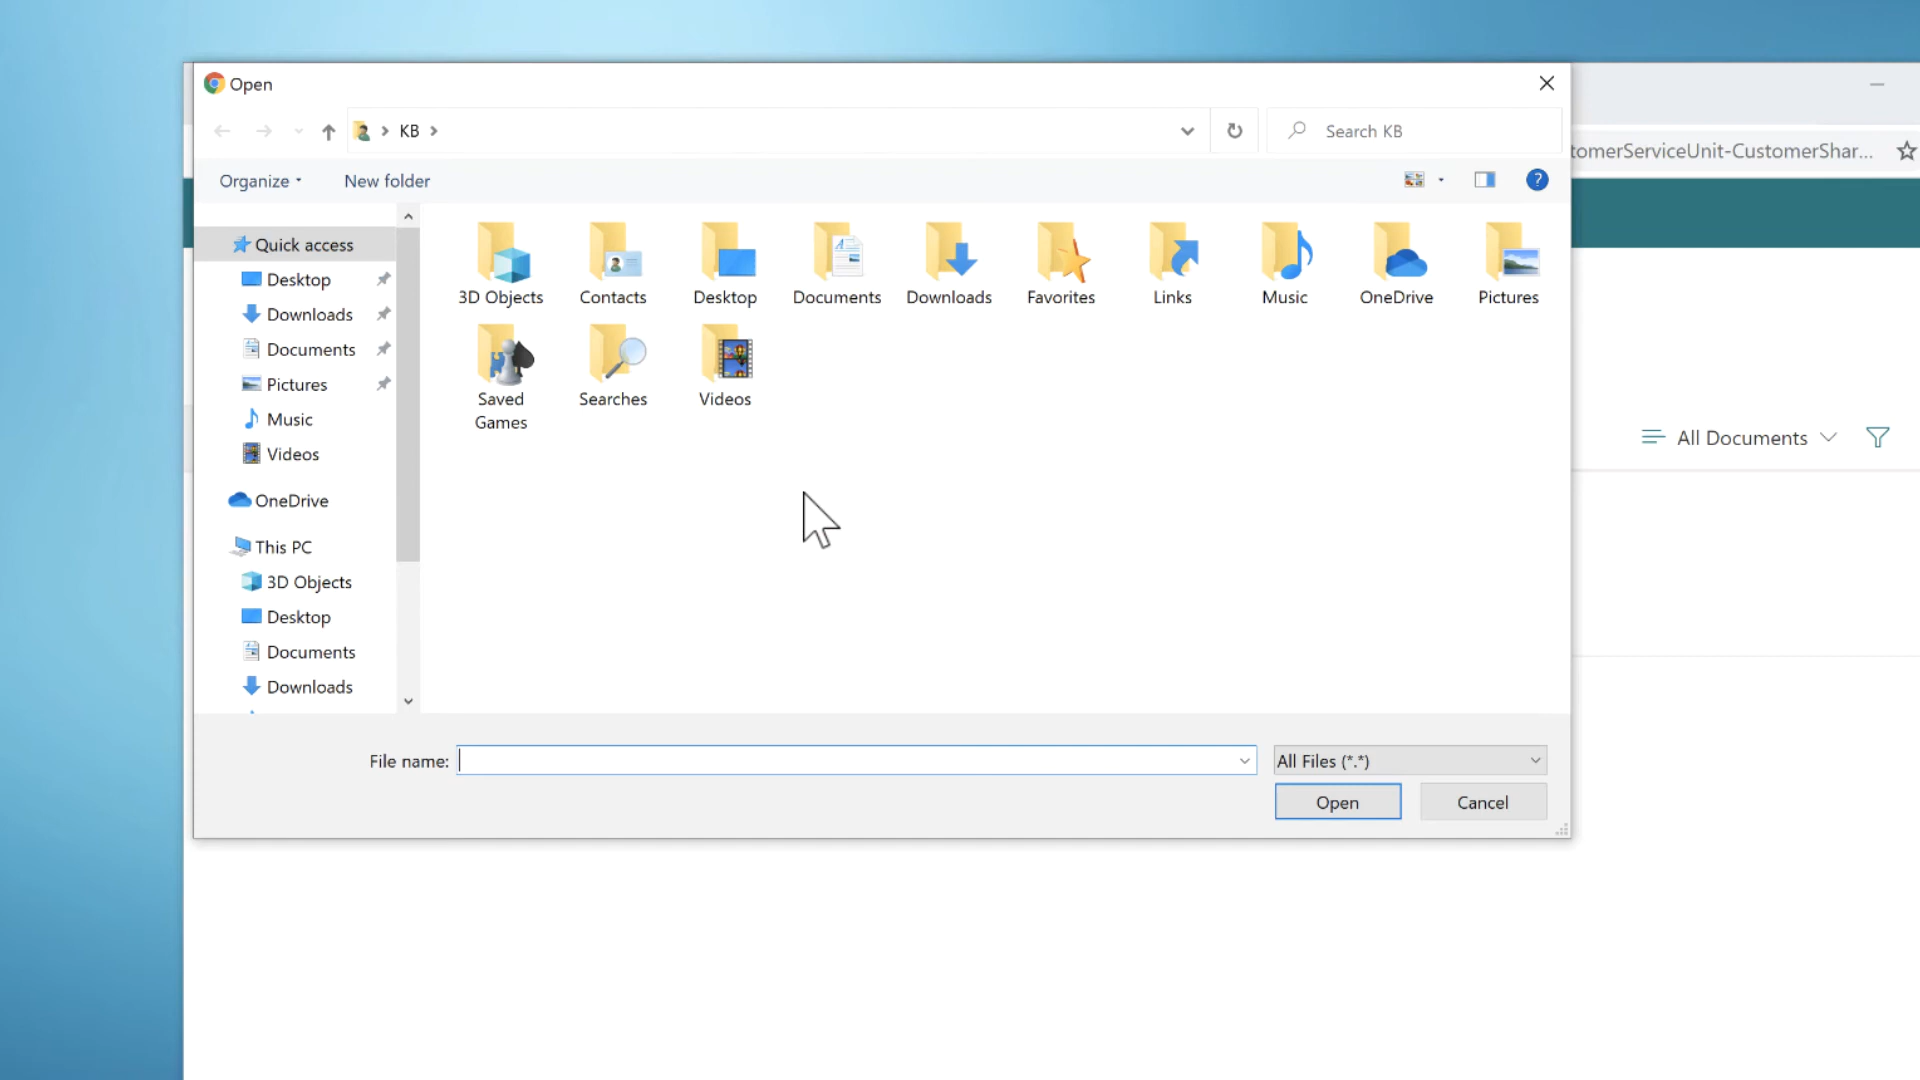 Open
KB
Search KB
tomerServiceUnit-CustomerShar...
Organize
New folder
?
Quick access
Desktop
Downloads
Documents
Pictures
Music
Videos
OneDrive
This PC
3D Objects
Desktop
Documents
Downloads
3D Objects
Contacts
Desktop
Documents
Downloads
Favorites
Links
Music
OneDrive
Pictures
Saved
Games
Searches
Videos
All Documents
File name:
All Files (*.*)
Open
Cancel